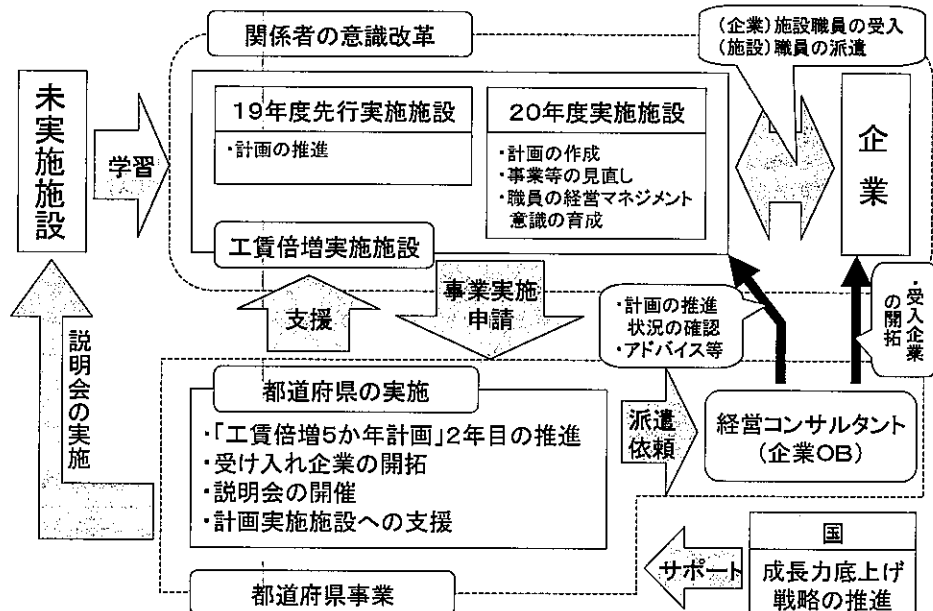 関係者の意識改革
(企業)施設職員の受入
(施設)職員の派遣
未実施施設
学習
19年度先行実施施設
・計画の推進
20年度実施施設
・計画の作成
・事業等の見直し
・職員の経営マネジメント
意識の育成
工賃倍増実施施設
企業
支援
事業実施
申請
・計画の推進
状況の確認
・アドバイス等
・受入企業
の開拓
説明会の実施
都道府県の実施
・「工賃倍増5か年計画」2年目の推進
・受け入れ企業の開拓
・説明会の開催
・計画実施施設への支援
派遣
依頼
経営コンサルタント
(企業OB)
都道府県事業
サポート
国
成長力底上げ
戦略の推進